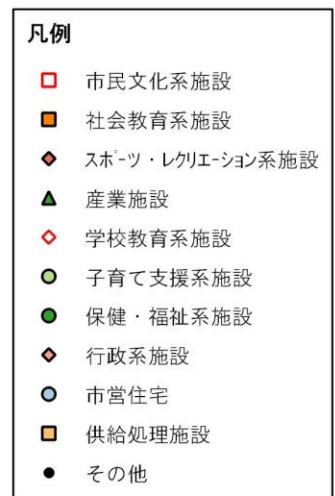 凡例
市民文化系施設
社会教育系施設
スポーツ・レクリエーション系施設
産業施設
学校教育系施設
子育て支援系施設
保健・福祉系施設
行政系施設
市営住宅
供給処理施設
その他